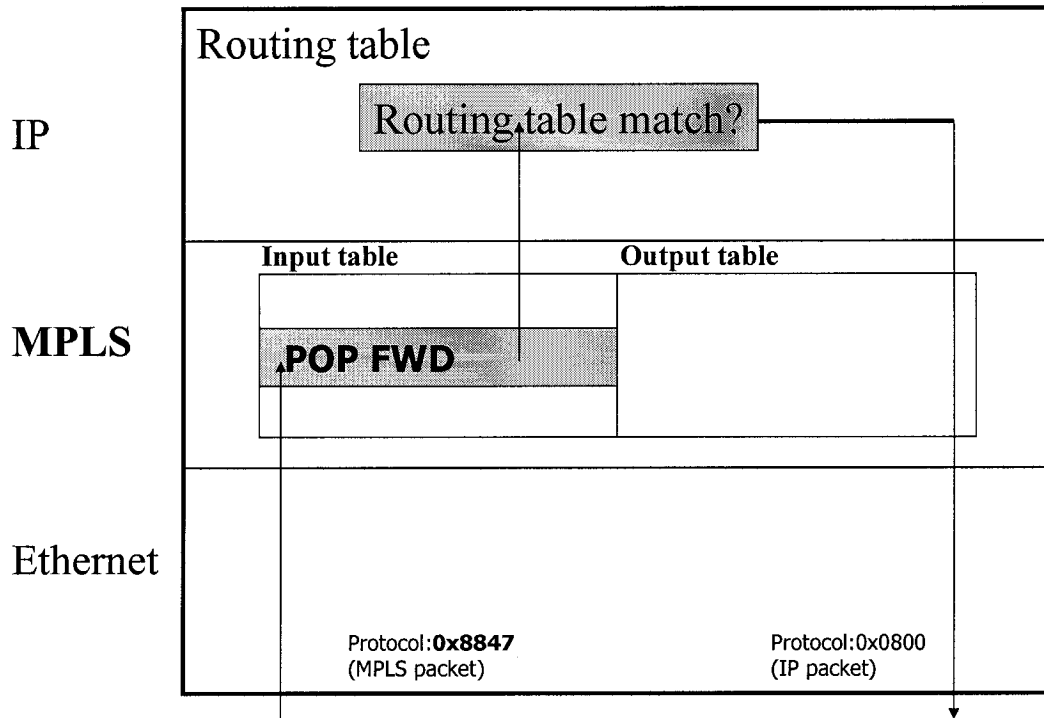 Routing table
IP
Routing table match?
Input table
Output table
MPLS
POP FWD
Ethernet
Protocol:0x8847
(MPLS packet)
Protocol:0x0800
(IP packet)